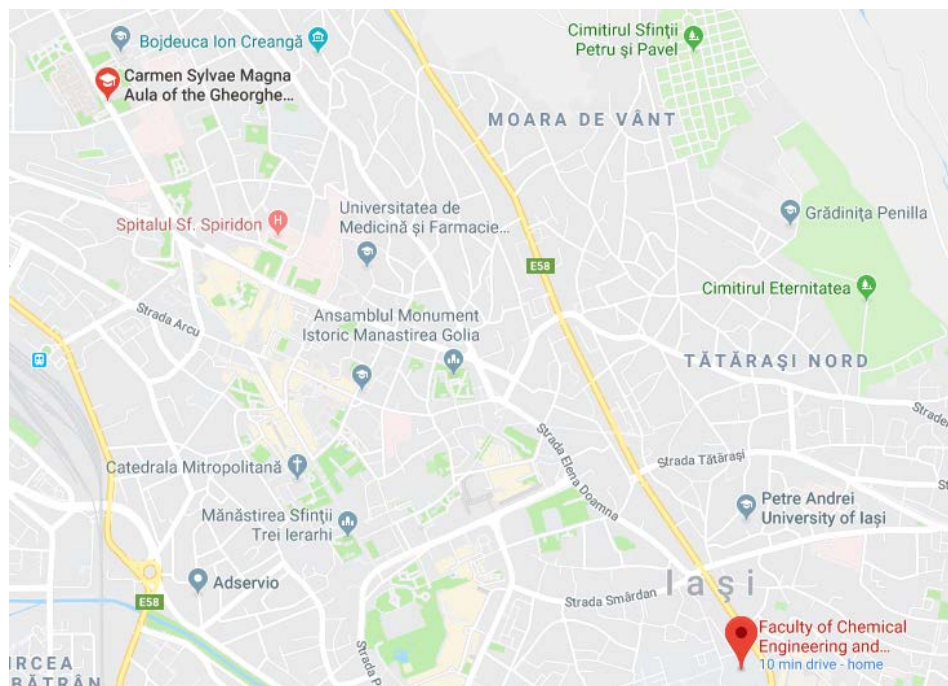 Bojdeuca Ion Creangă
Cimitirul Sfinții
Petru și Pavel
Carmen Sylvae Magna
Aula of the Gheorghe...
MOARA DE VÂNT
Universitatea de
Medicină și Farmacie...
Spitalul Sf. Spiridon
Grădinița Penilla
E58
Cimitirul Eternitatea
Strada Arcu
Ansamblul Monument
Istoric Manastirea Golia
TĂTĂRAȘI NORD
Strada Elena Doamna
Strada Tătărași
Catedrala Mitropolitană
Petre Andrei
University of Iași
Mănăstirea Sfinții
Trei Ierarhi
Adservio
Iași
E58
Strada Smârdan
Faculty of Chemical
Engineering and...
10 min drive - home
Strada P
IRCEA
BĂTRÂN